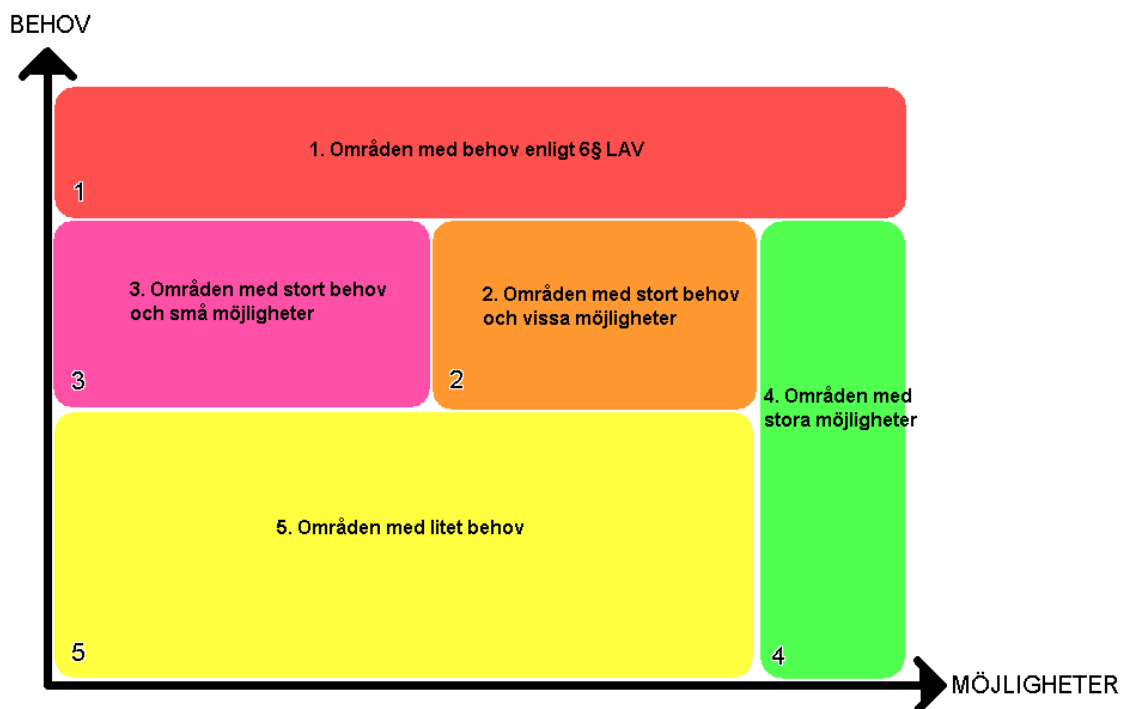 BEHOV
1. Områden med behov enligt 6§ LAV
1
3. Områden med stort behov
och små möjligheter
3
2. Områden med stort behov
och vissa möjligheter
2
4. Områden med
stora möjligheter
4
5. Områden med litet behov
5
MÖJLIGHETER